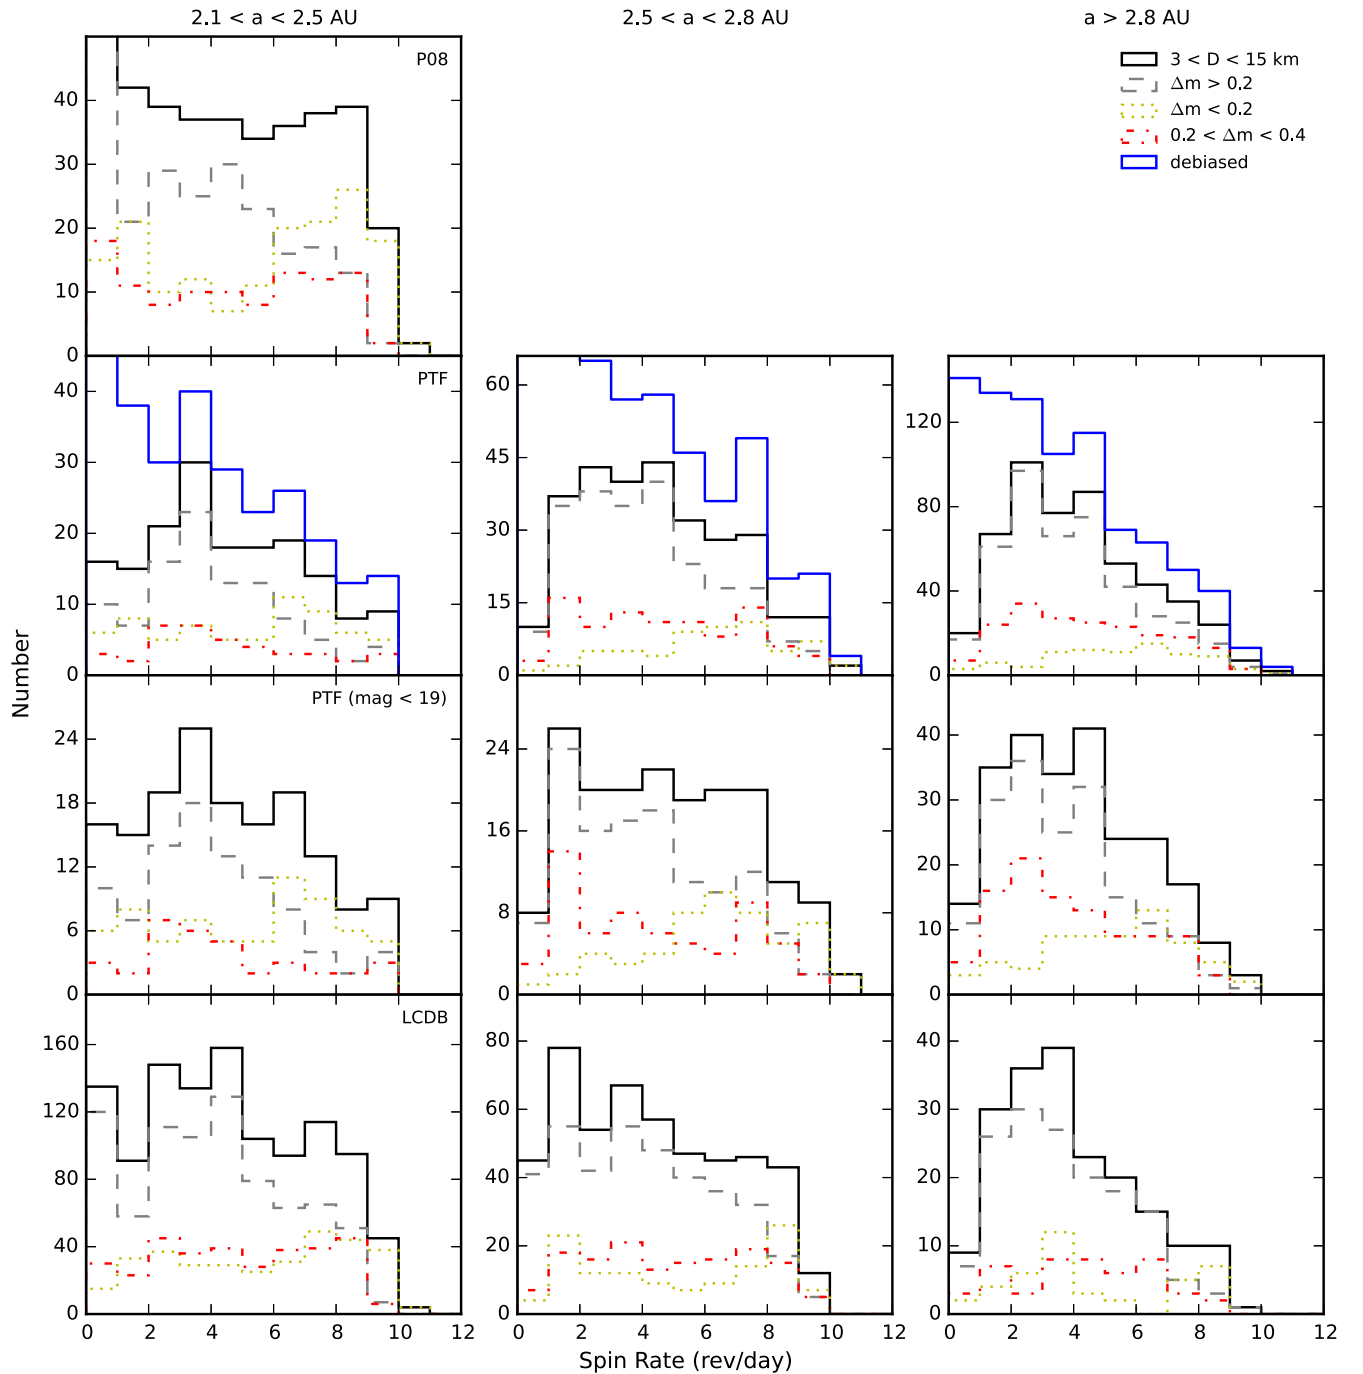 2.1 < a < 2.5 AU
2.5 < a < 2.8 AU
a > 2.8 AU
P08
3 < D < 15 km
Δm > 0.2
Δm < 0.2
0.2 < Δm < 0.4
debiased
40
30
20
10
0
PTF
40
30
20
10
0
60
45
30
15
0
120
80
40
0
PTF (mag < 19)
24
18
12
6
0
24
16
8
0
40
30
20
10
0
LCDB
160
120
80
40
0
80
60
40
20
0
40
30
20
10
0
0 2 4 6 8 10 12
0 2 4 6 8 10 12
0 2 4 6 8 10 12
Number
Spin Rate (rev/day)